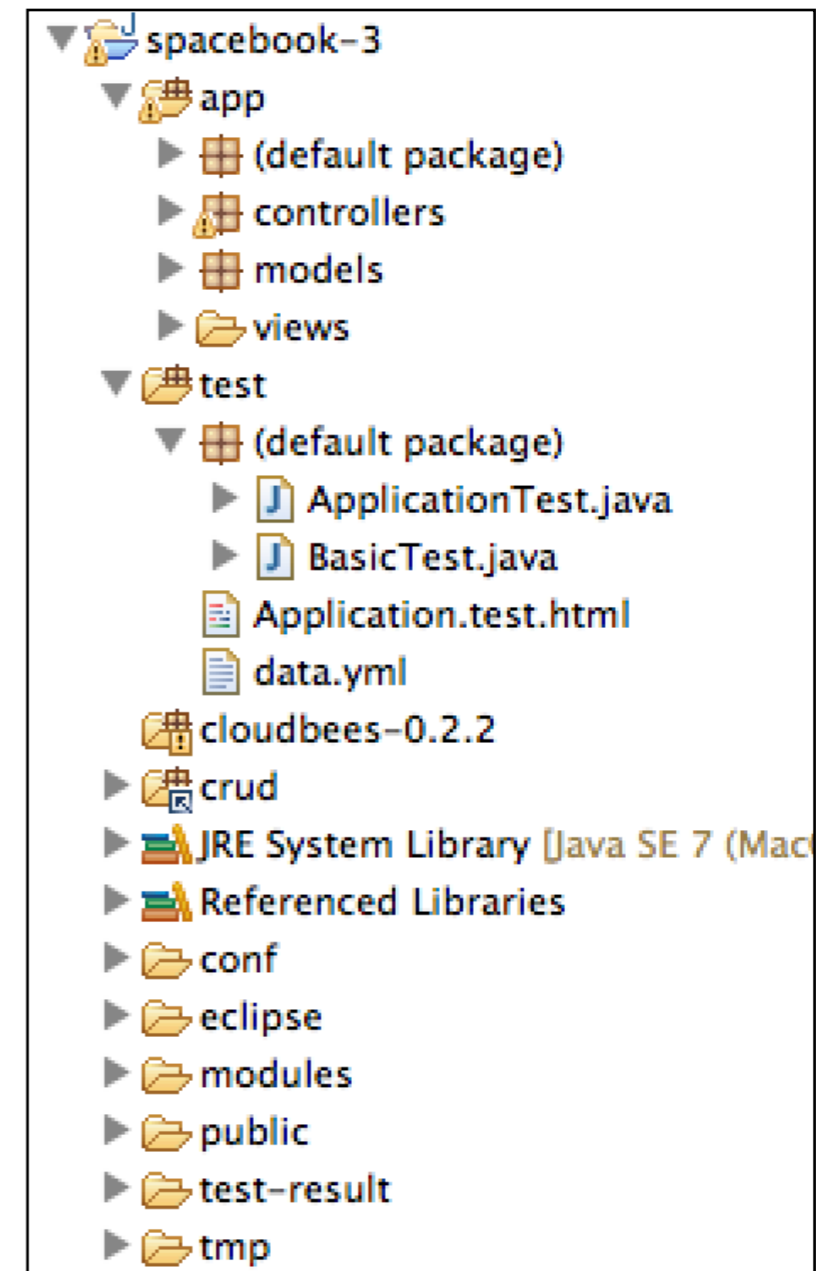 spacebook-3
app
(default package)
controllers
models
views
test
(default package)
ApplicationTest.java
BasicTest.java
Application.test.html
data.yml
cloudbees-0.2.2
crud
JRE System Library [Java SE 7 (Mac
Referenced Libraries
conf
eclipse
modules
public
test-result
tmp